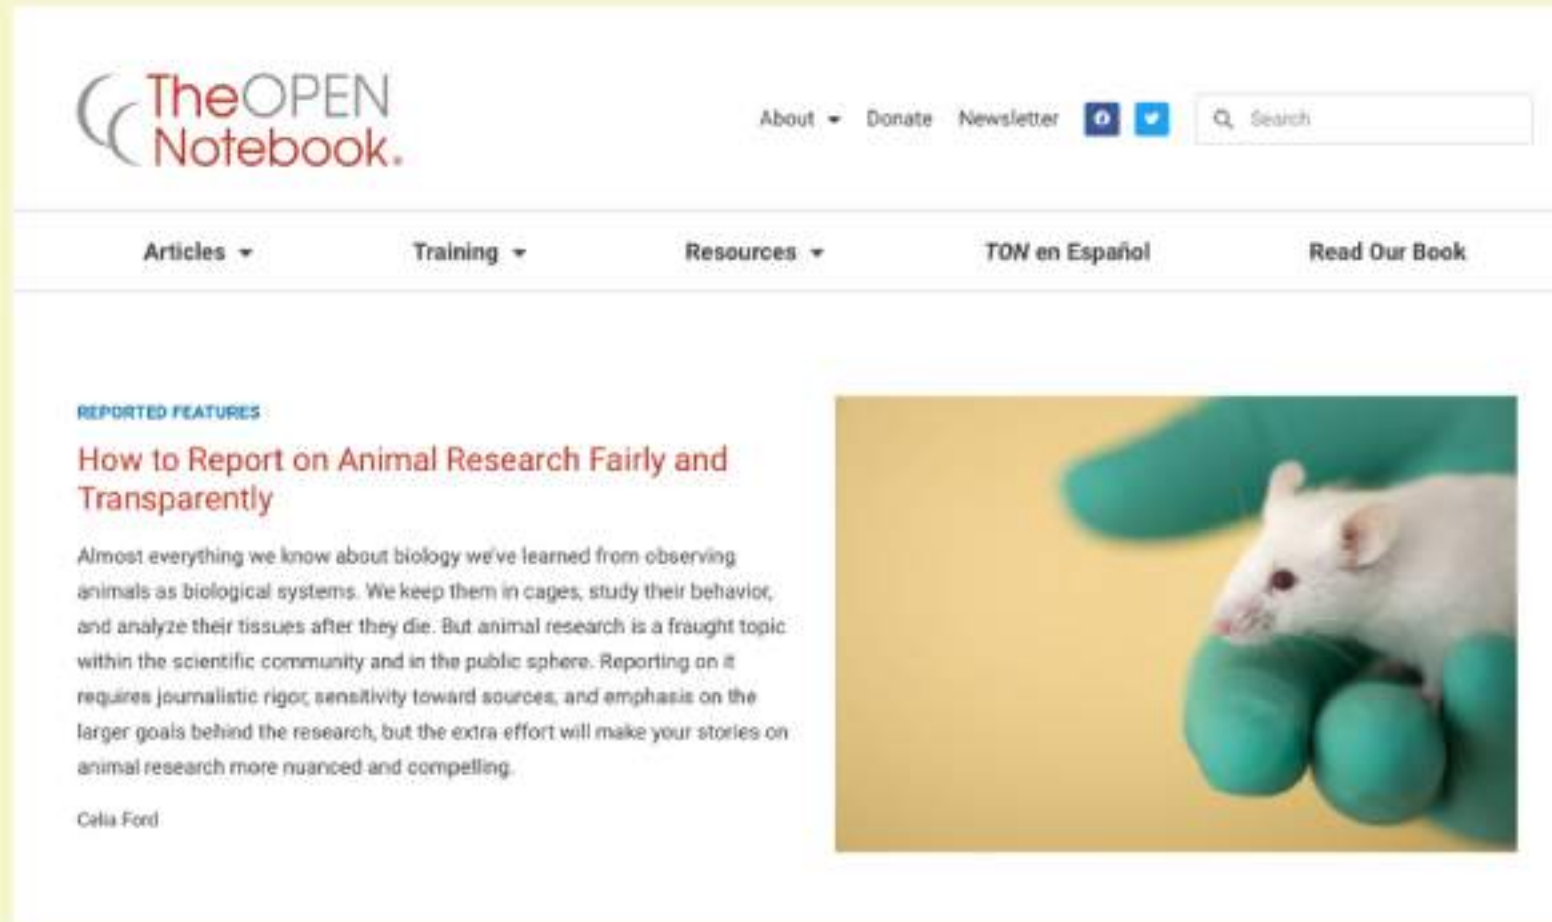 TheOPEN
Notebook.
About Donate Newsletter Search
Articles Training Resources TON en Español Read Our Book
REPORTED FEATURES
How to Report on Animal Research Fairly and
Transparently
Almost everything we know about biology we've learned from observing
animals as biological systems. We keep them in cages, study their behavior,
and analyze their tissues after they die. But animal research is a fraught topic
within the scientific community and in the public sphere. Reporting on it
requires journalistic rigor, sensitivity toward sources, and emphasis on the
larger goals behind the research, but the extra effort will make your stories on
animal research more nuanced and compelling.
Celia Ford